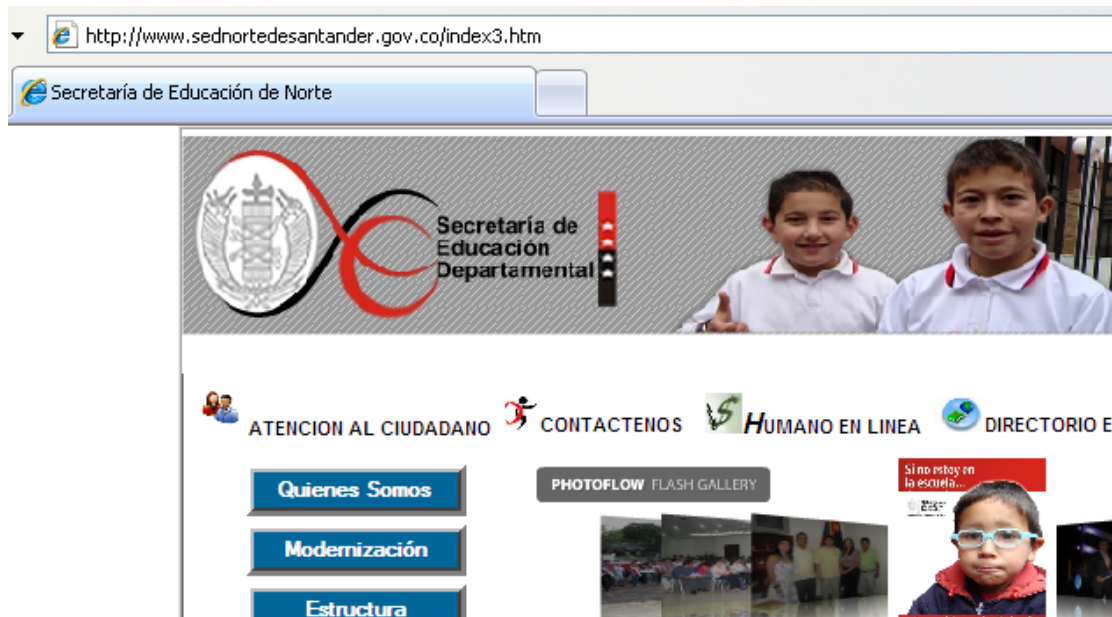 http://www.sednortedesantander.gov.co/index3.htm
Secretaría de Educación de Norte
Secretaria de
Educación
Departamental
ATENCION AL CIUDADANO CONTACTENOS HUMANO EN LINEA DIRECTORIO E
Quienes Somos
PHOTOFLOW FLASH GALLERY
Si no estoy en
la escuela...
Modernización
Estructura